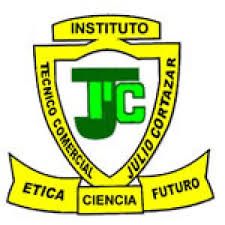 INSTITUTO
TECNICO COMERCIAL
JULIO CORTAZAR
JTC
ETICA
CIENCIA
FUTURO